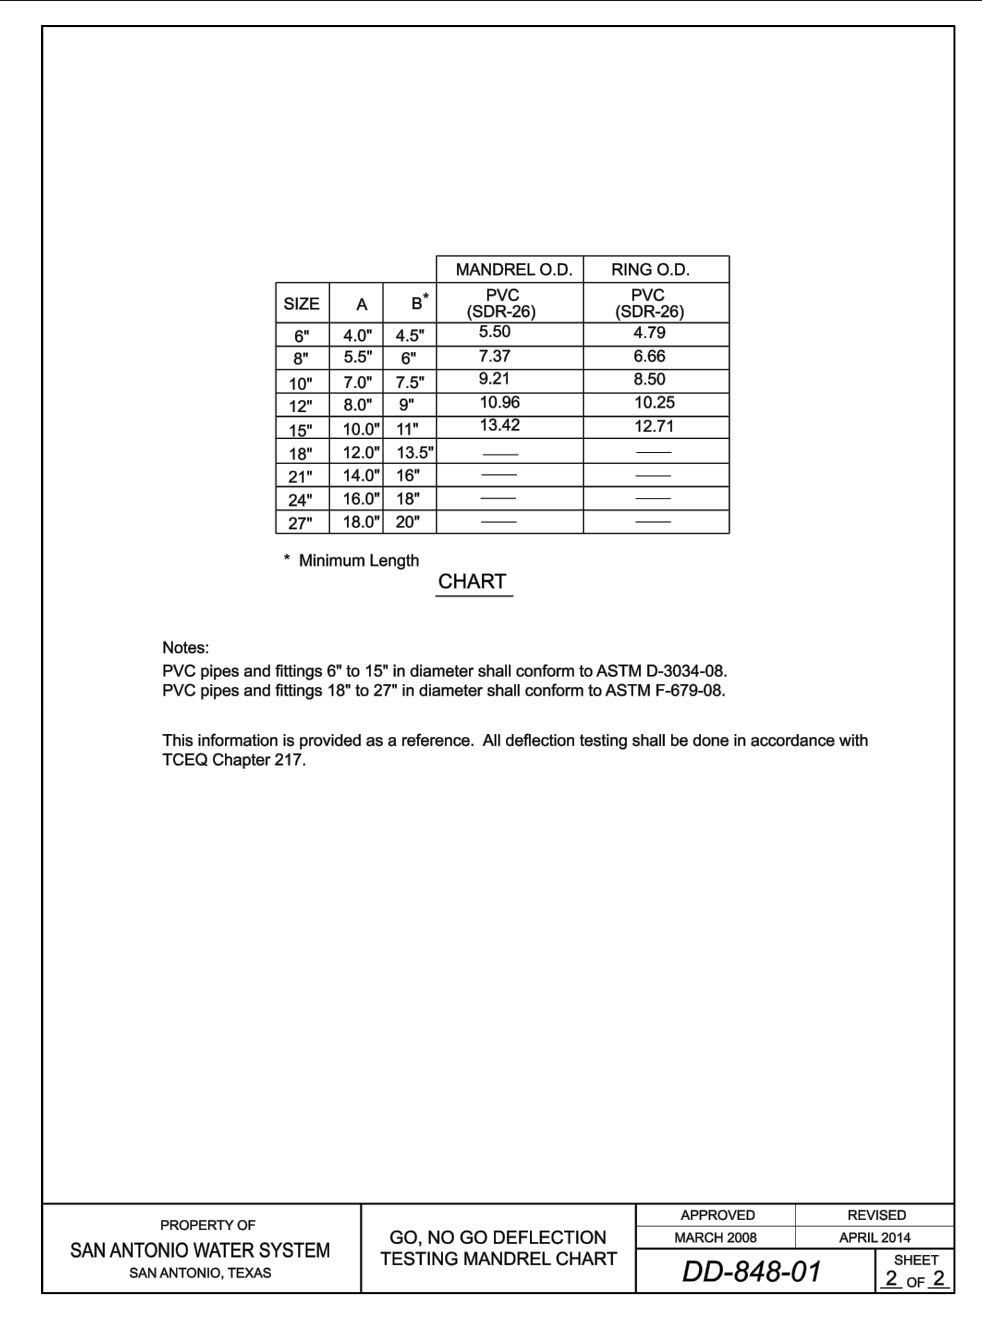 MANDREL O.D. RING O.D.
SIZE A B* PVC (SDR-26) PVC (SDR-26)
6" 4.0" 4.5" 5.50 4.79
8" 5.5" 6" 7.37 6.66
10" 7.0" 7.5" 9.21 8.50
12" 8.0" 9" 10.96 10.25
15" 10.0" 11" 13.42 12.71
18" 12.0" 13.5" — —
21" 14.0" 16" — —
24" 16.0" 18" — —
27" 18.0" 20" — —
* Minimum Length
CHART
Notes:
PVC pipes and fittings 6" to 15" in diameter shall conform to ASTM D-3034-08.
PVC pipes and fittings 18" to 27" in diameter shall conform to ASTM F-679-08.
This information is provided as a reference. All deflection testing shall be done in accordance with
TCEQ Chapter 217.
PROPERTY OF
SAN ANTONIO WATER SYSTEM
SAN ANTONIO, TEXAS
GO, NO GO DEFLECTION
TESTING MANDREL CHART
APPROVED REVISED
MARCH 2008 APRIL 2014
DD-848-01
SHEET
2 OF 2